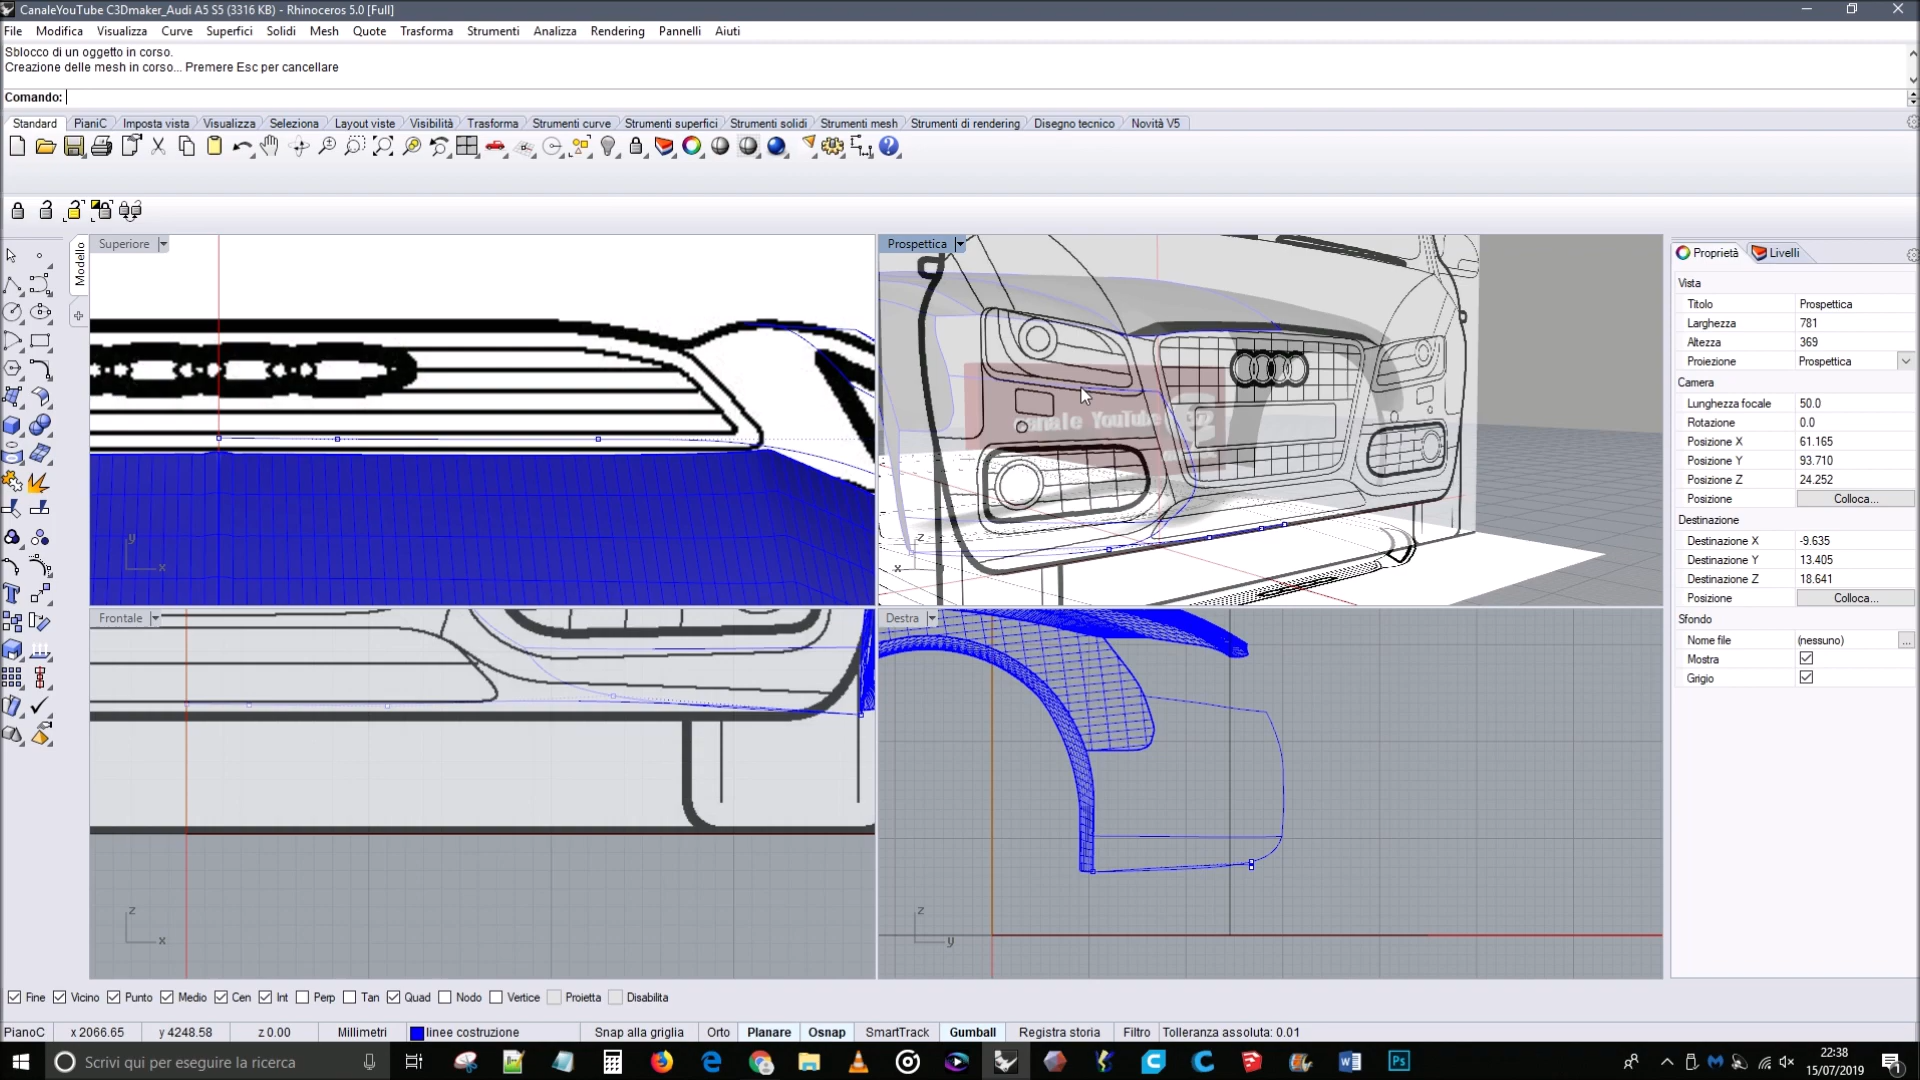 CanaleYouTube C3Dmaker_Audi A5 S5 (3316 KB) - Rhinoceros 5.0 [Full]
File Modifica Visualizza Curve Superfici Solidi Mesh Quote Trasforma Strumenti Analizza Rendering Pannelli Aiuti
Sblocco di un oggetto in corso.
Creazione delle mesh in corso... Premere Esc per cancellare
Comando:
Standard PianiC Imposta vista Visualizza Seleziona Layout viste Visibilità Trasforma Strumenti curve Strumenti superfici Strumenti solidi Strumenti mesh Strumenti di rendering Disegno tecnico Novità V5
Modello
Superiore
y
x
Prospettica
Canale YouTube
z
x
Frontale
z
x
Destra
z
y
Proprietà Livelli
Vista
Titolo Prospettica
Larghezza 781
Altezza 369
Proiezione Prospettica
Camera
Lunghezza focale 50.0
Rotazione 0.0
Posizione X 61.165
Posizione Y 93.710
Posizione Z 24.252
Posizione Colloca...
Destinazione
Destinazione X -9.635
Destinazione Y 13.405
Destinazione Z 18.641
Posizione Colloca...
Sfondo
Nome file (nessuno) ...
Mostra
Grigio
Fine Vicino Punto Medio Cen Int Perp Tan Quad Nodo Vertice Proietta Disabilita
PianoC x 2066.65 y 4248.58 z 0.00 Millimetri linee costruzione Snap alla griglia Orto Planare Osnap SmartTrack Gumball Registra storia Filtro Tolleranza assoluta: 0.01
Scrivi qui per eseguire la ricerca
22:38
15/07/2019